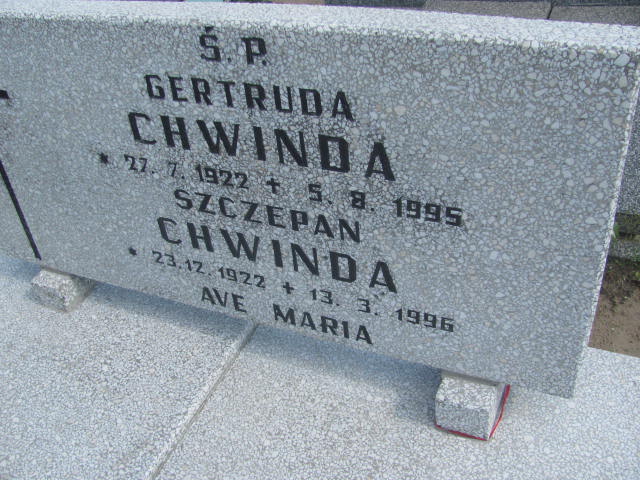 Ś. P.
GERTRUDA
CHWINDA
* 27. 7. 1922 + 5. 8. 1995
SZCZEPAN
CHWINDA
* 23. 12. 1922 + 13. 3. 1996
AVE MARIA